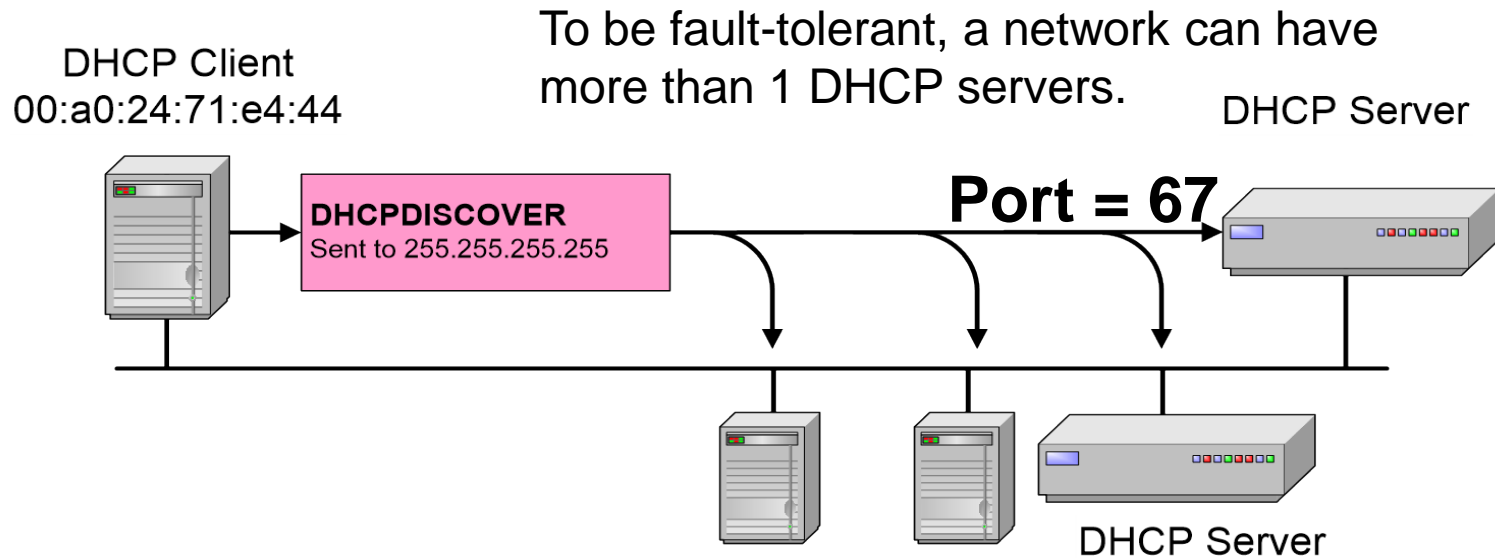 To be fault-tolerant, a network can have
more than 1 DHCP servers.
DHCP Client
00:a0:24:71:e4:44
DHCP Server
DHCPDISCOVER
Sent to 255.255.255.255
Port = 67
DHCP Server